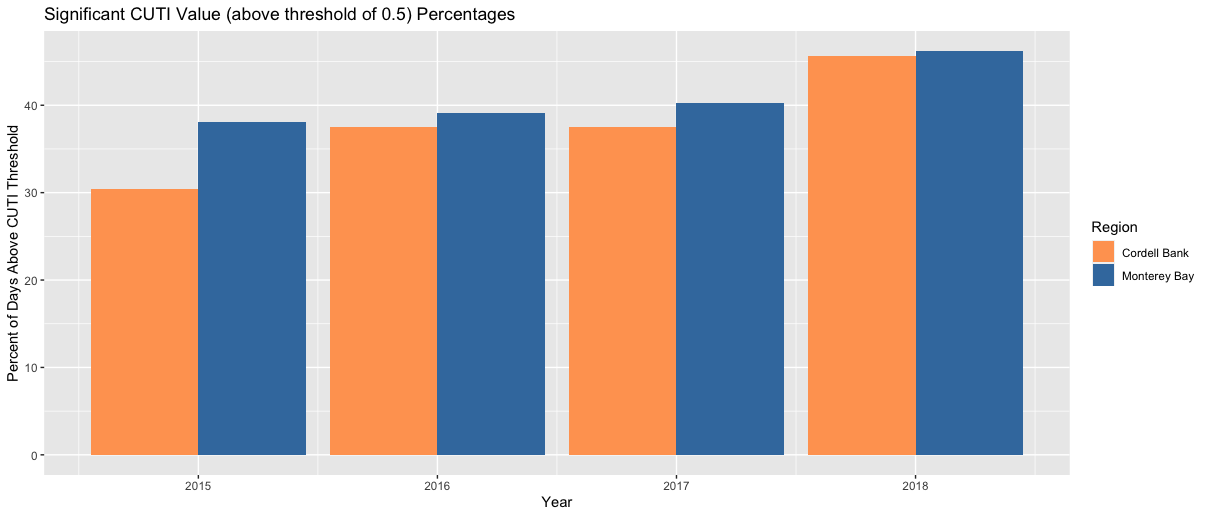 Significant CUTI Value (above threshold of 0.5) Percentages
Percent of Days Above CUTI Threshold
40
30
20
10
0
2015
2016
2017
2018
Year
Region
Cordell Bank
Monterey Bay